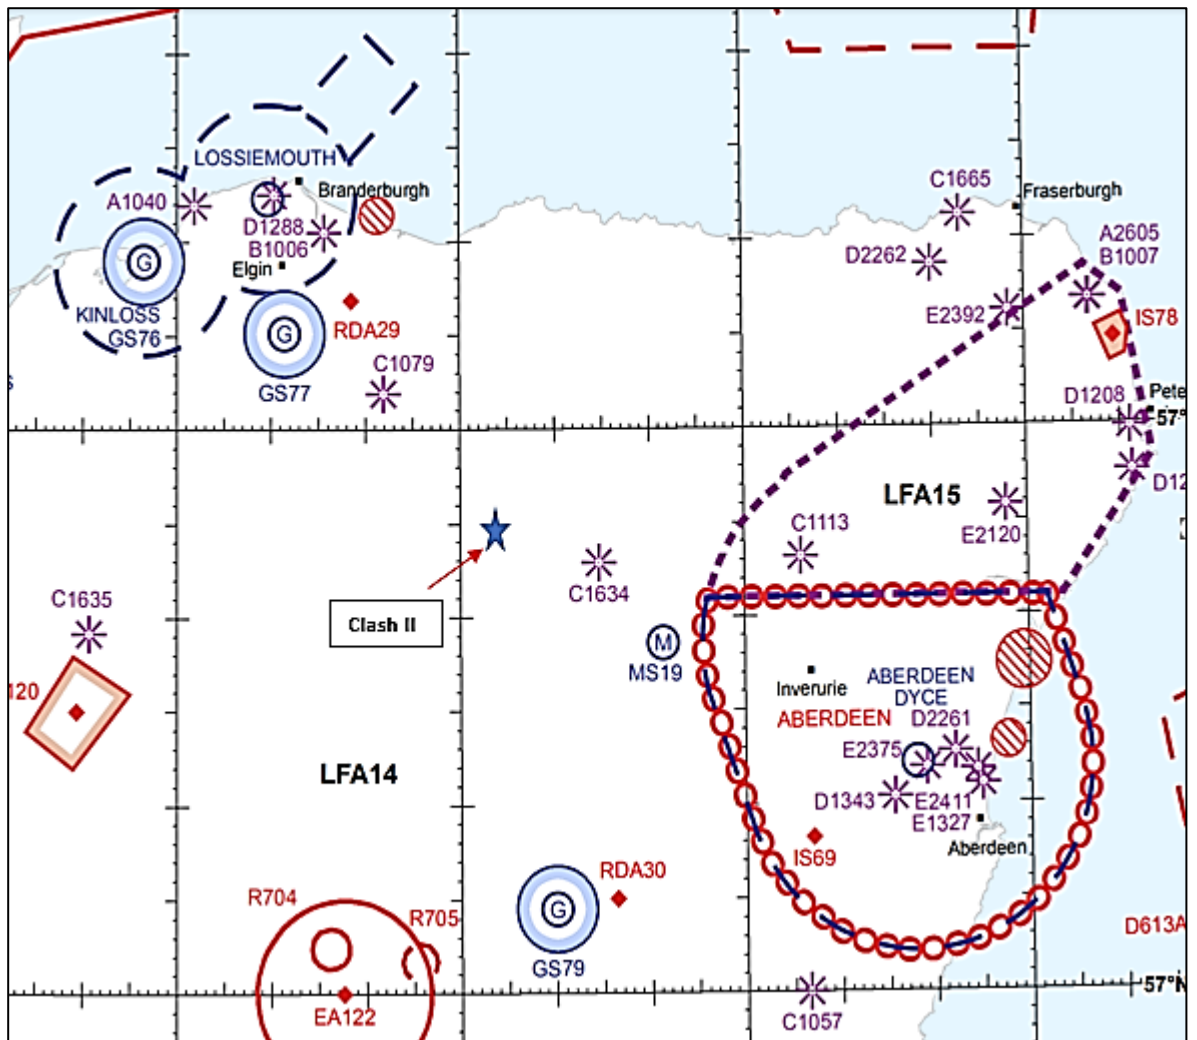 LOSSIEMOUTH
A1040
Branderburgh
D1288
B1006
Elgin
G
KINLOSS
GS76
G
GS77
RDA29
C1079
C1665
Fraserburgh
D2262
A2605
B1007
E2392
IS78
D1208
Pete
57°
D12
LFA15
C1113
E2120
C1634
Clash II
C1635
M
MS19
Inverurie
ABERDEEN
DYCE
ABERDEEN
D2261
E2375
D1343
E2411
E1327
Aberdeen
IS69
120
LFA14
R704
R705
EA122
RDA30
G
GS79
D613A
C1057
57°N